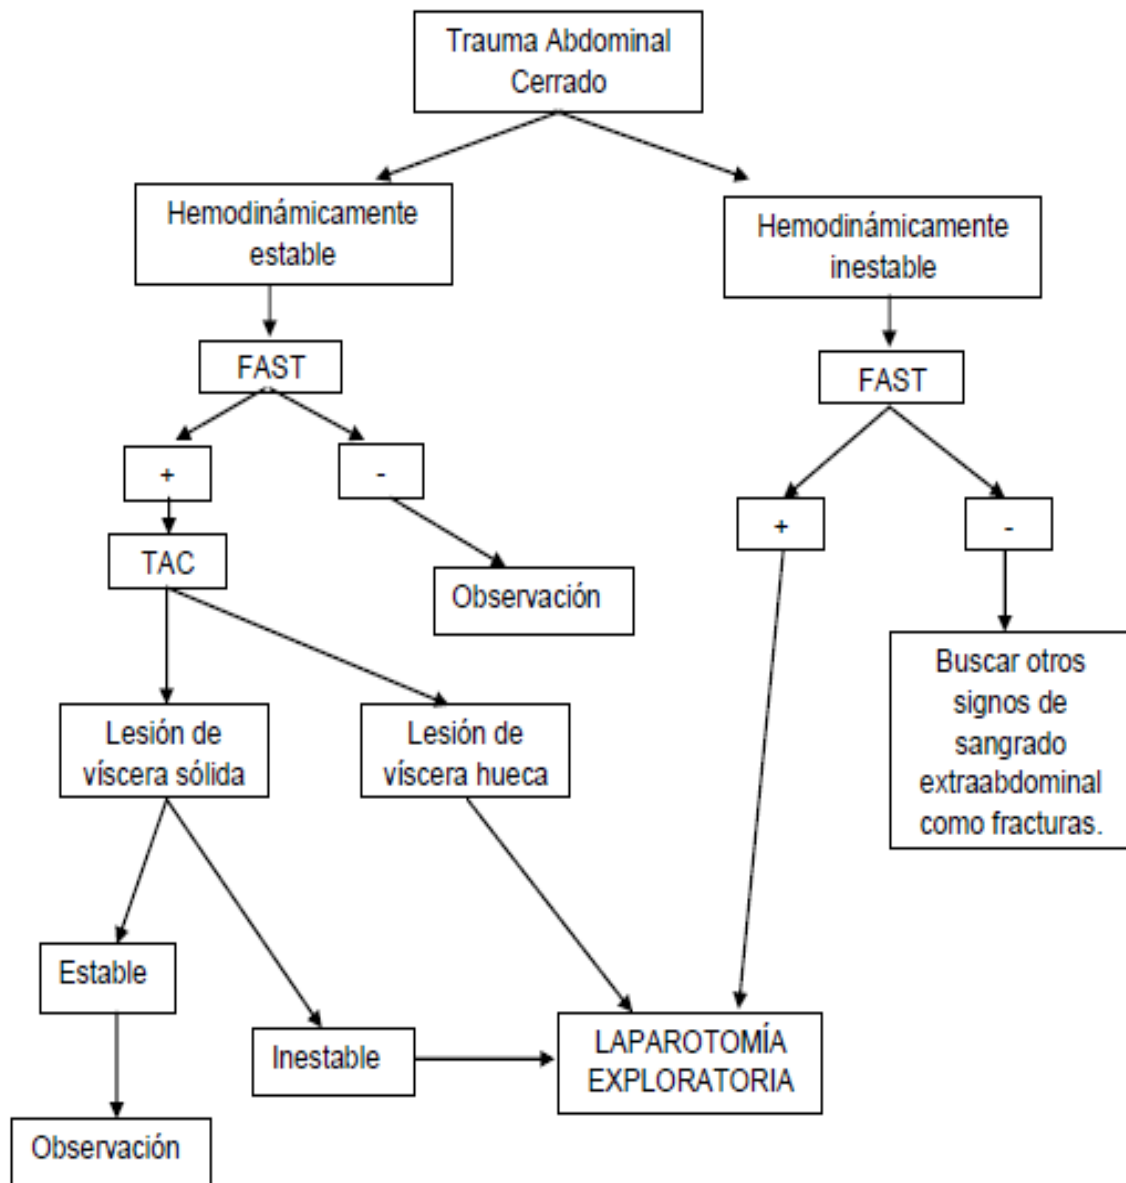 Trauma Abdominal
Cerrado
Hemodinámicamente
estable
Hemodinámicamente
inestable
FAST
FAST
+
-
+
-
TAC
Observación
Lesión de
víscera sólida
Lesión de
víscera hueca
Buscar otros
signos de
sangrado
extraabdominal
como fracturas.
Estable
Inestable
LAPAROTOMÍA
EXPLORATORIA
Observación